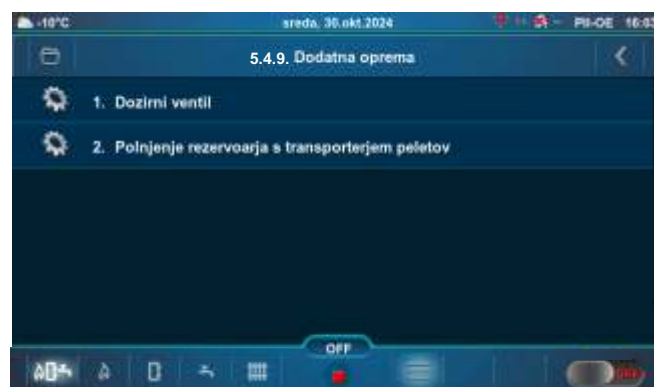 -10°C sreda, 30.okt.2024 PII-OE 16:03
5.4.9. Dodatna oprema
1. Dozirni ventil
2. Polnjenje rezervoarja s transporterjem peletov
OFF